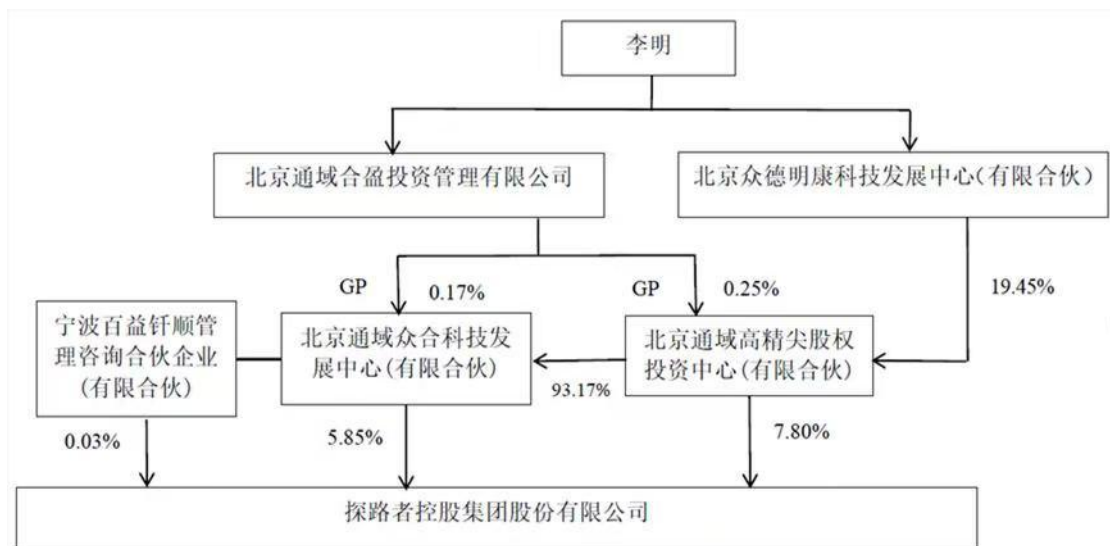 李明
北京通域合盈投资管理有限公司
北京众德明康科技发展中心(有限合伙)
GP
0.17%
GP
0.25%
19.45%
宁波百益钎顺管
理咨询合伙企业
(有限合伙)
北京通域众合科技发
展中心(有限合伙)
93.17%
北京通域高精尖股权
投资中心(有限合伙)
0.03%
5.85%
7.80%
探路者控股集团股份有限公司